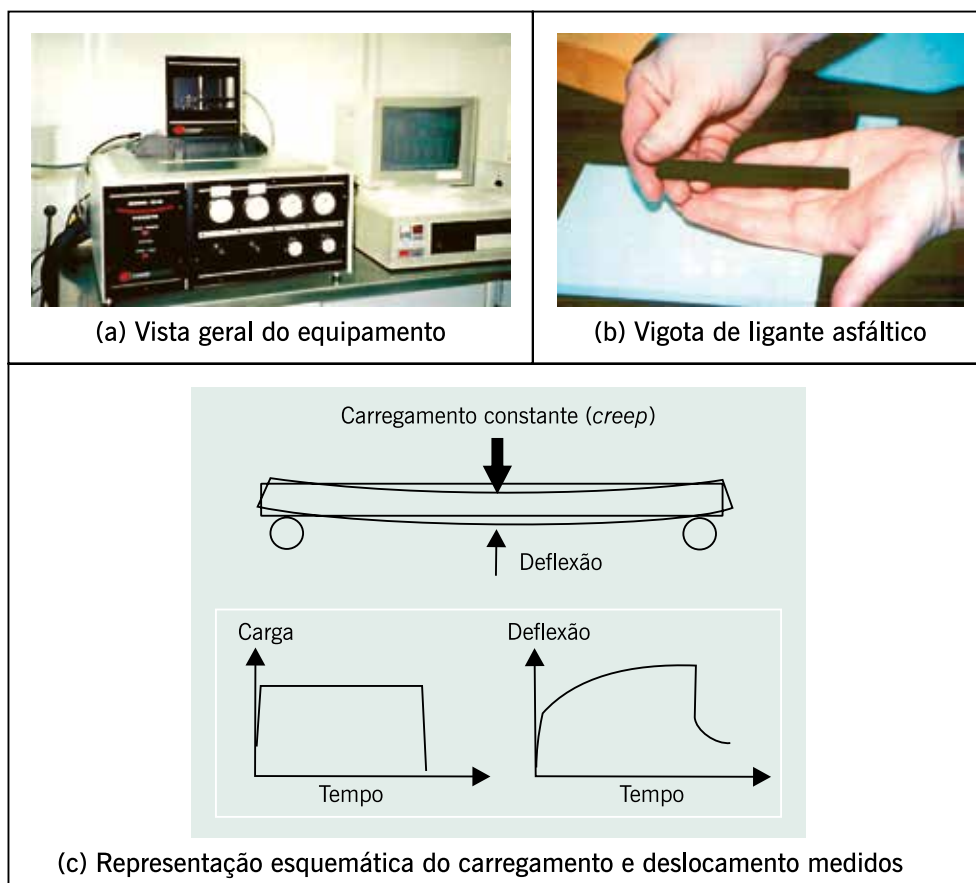 (a) Vista geral do equipamento
(b) Vigota de ligante asfáltico
Carregamento constante (creep)
Deflexão
Carga
Tempo
Deflexão
Tempo
(c) Representação esquemática do carregamento e deslocamento medidos